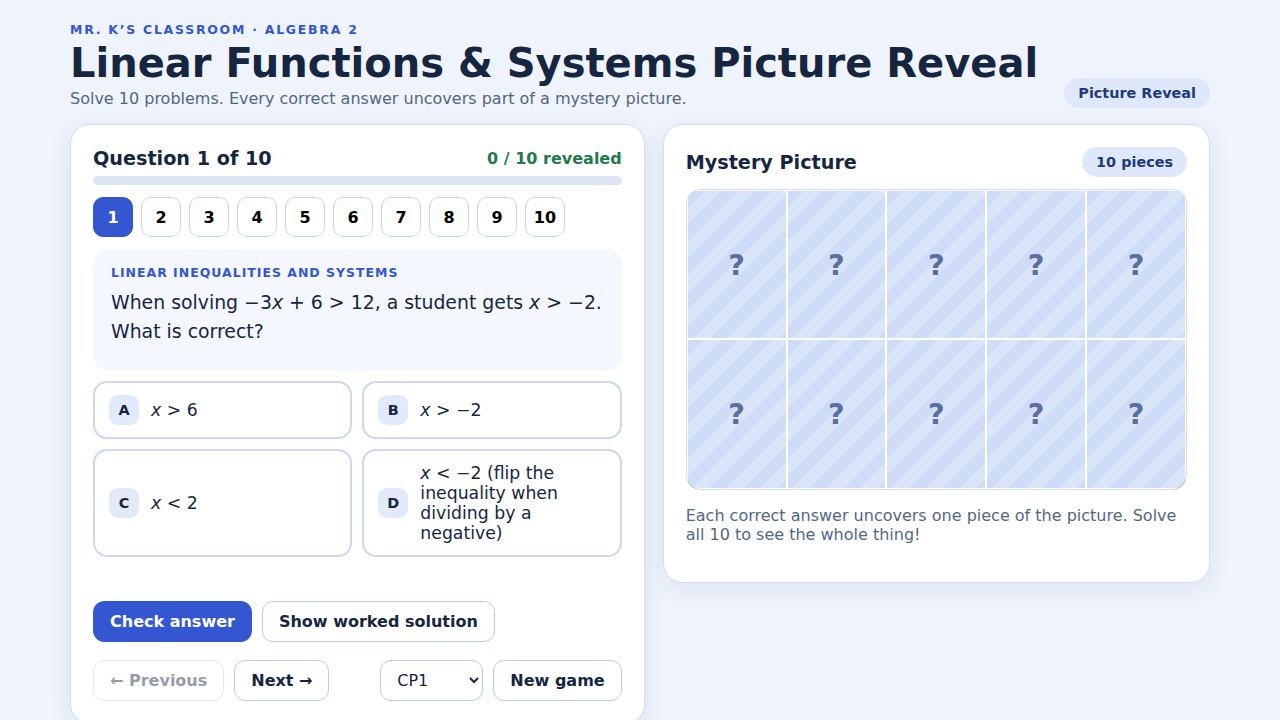 MR. K’S CLASSROOM · ALGEBRA 2
Linear Functions & Systems Picture Reveal
Solve 10 problems. Every correct answer uncovers part of a mystery picture.
Picture Reveal
Question 1 of 10
0 / 10 revealed
1 2 3 4 5 6 7 8 9 10
LINEAR INEQUALITIES AND SYSTEMS
When solving −3x + 6 > 12, a student gets x > −2.
What is correct?
A x > 6
B x > −2
C x < 2
D x < −2 (flip the
inequality when
dividing by a
negative)
Check answer
Show worked solution
← Previous
Next →
CP1
New game
Mystery Picture
10 pieces
? ? ? ? ?
? ? ? ? ?
Each correct answer uncovers one piece of the picture. Solve
all 10 to see the whole thing!